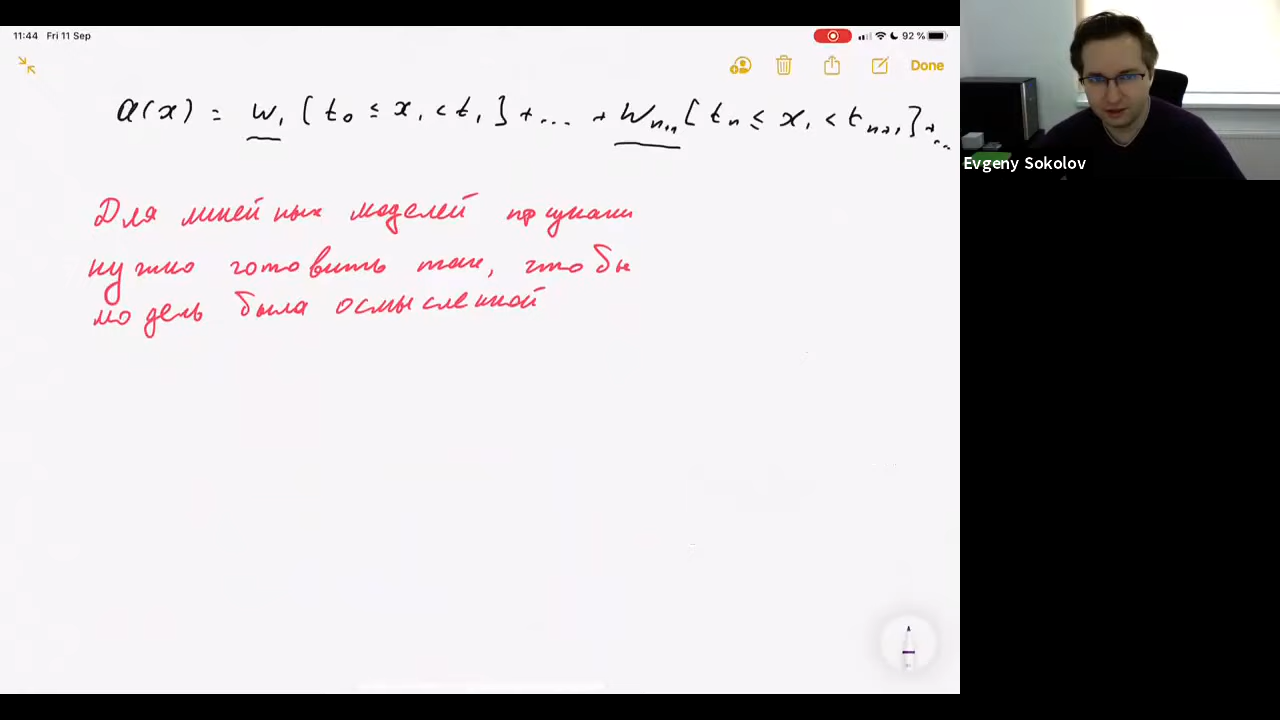 11:44 Fri 11 Sep 92 %
Done
a(x) = w₁ [t₀ ≤ x₁ < t₁] + ... + wₙ₊₁ [tₙ ≤ x₁ < tₙ₊₁] + ...
Evgeny Sokolov
Для линейных моделей признаки
нужно готовить так, чтобы
модель была осмысленной